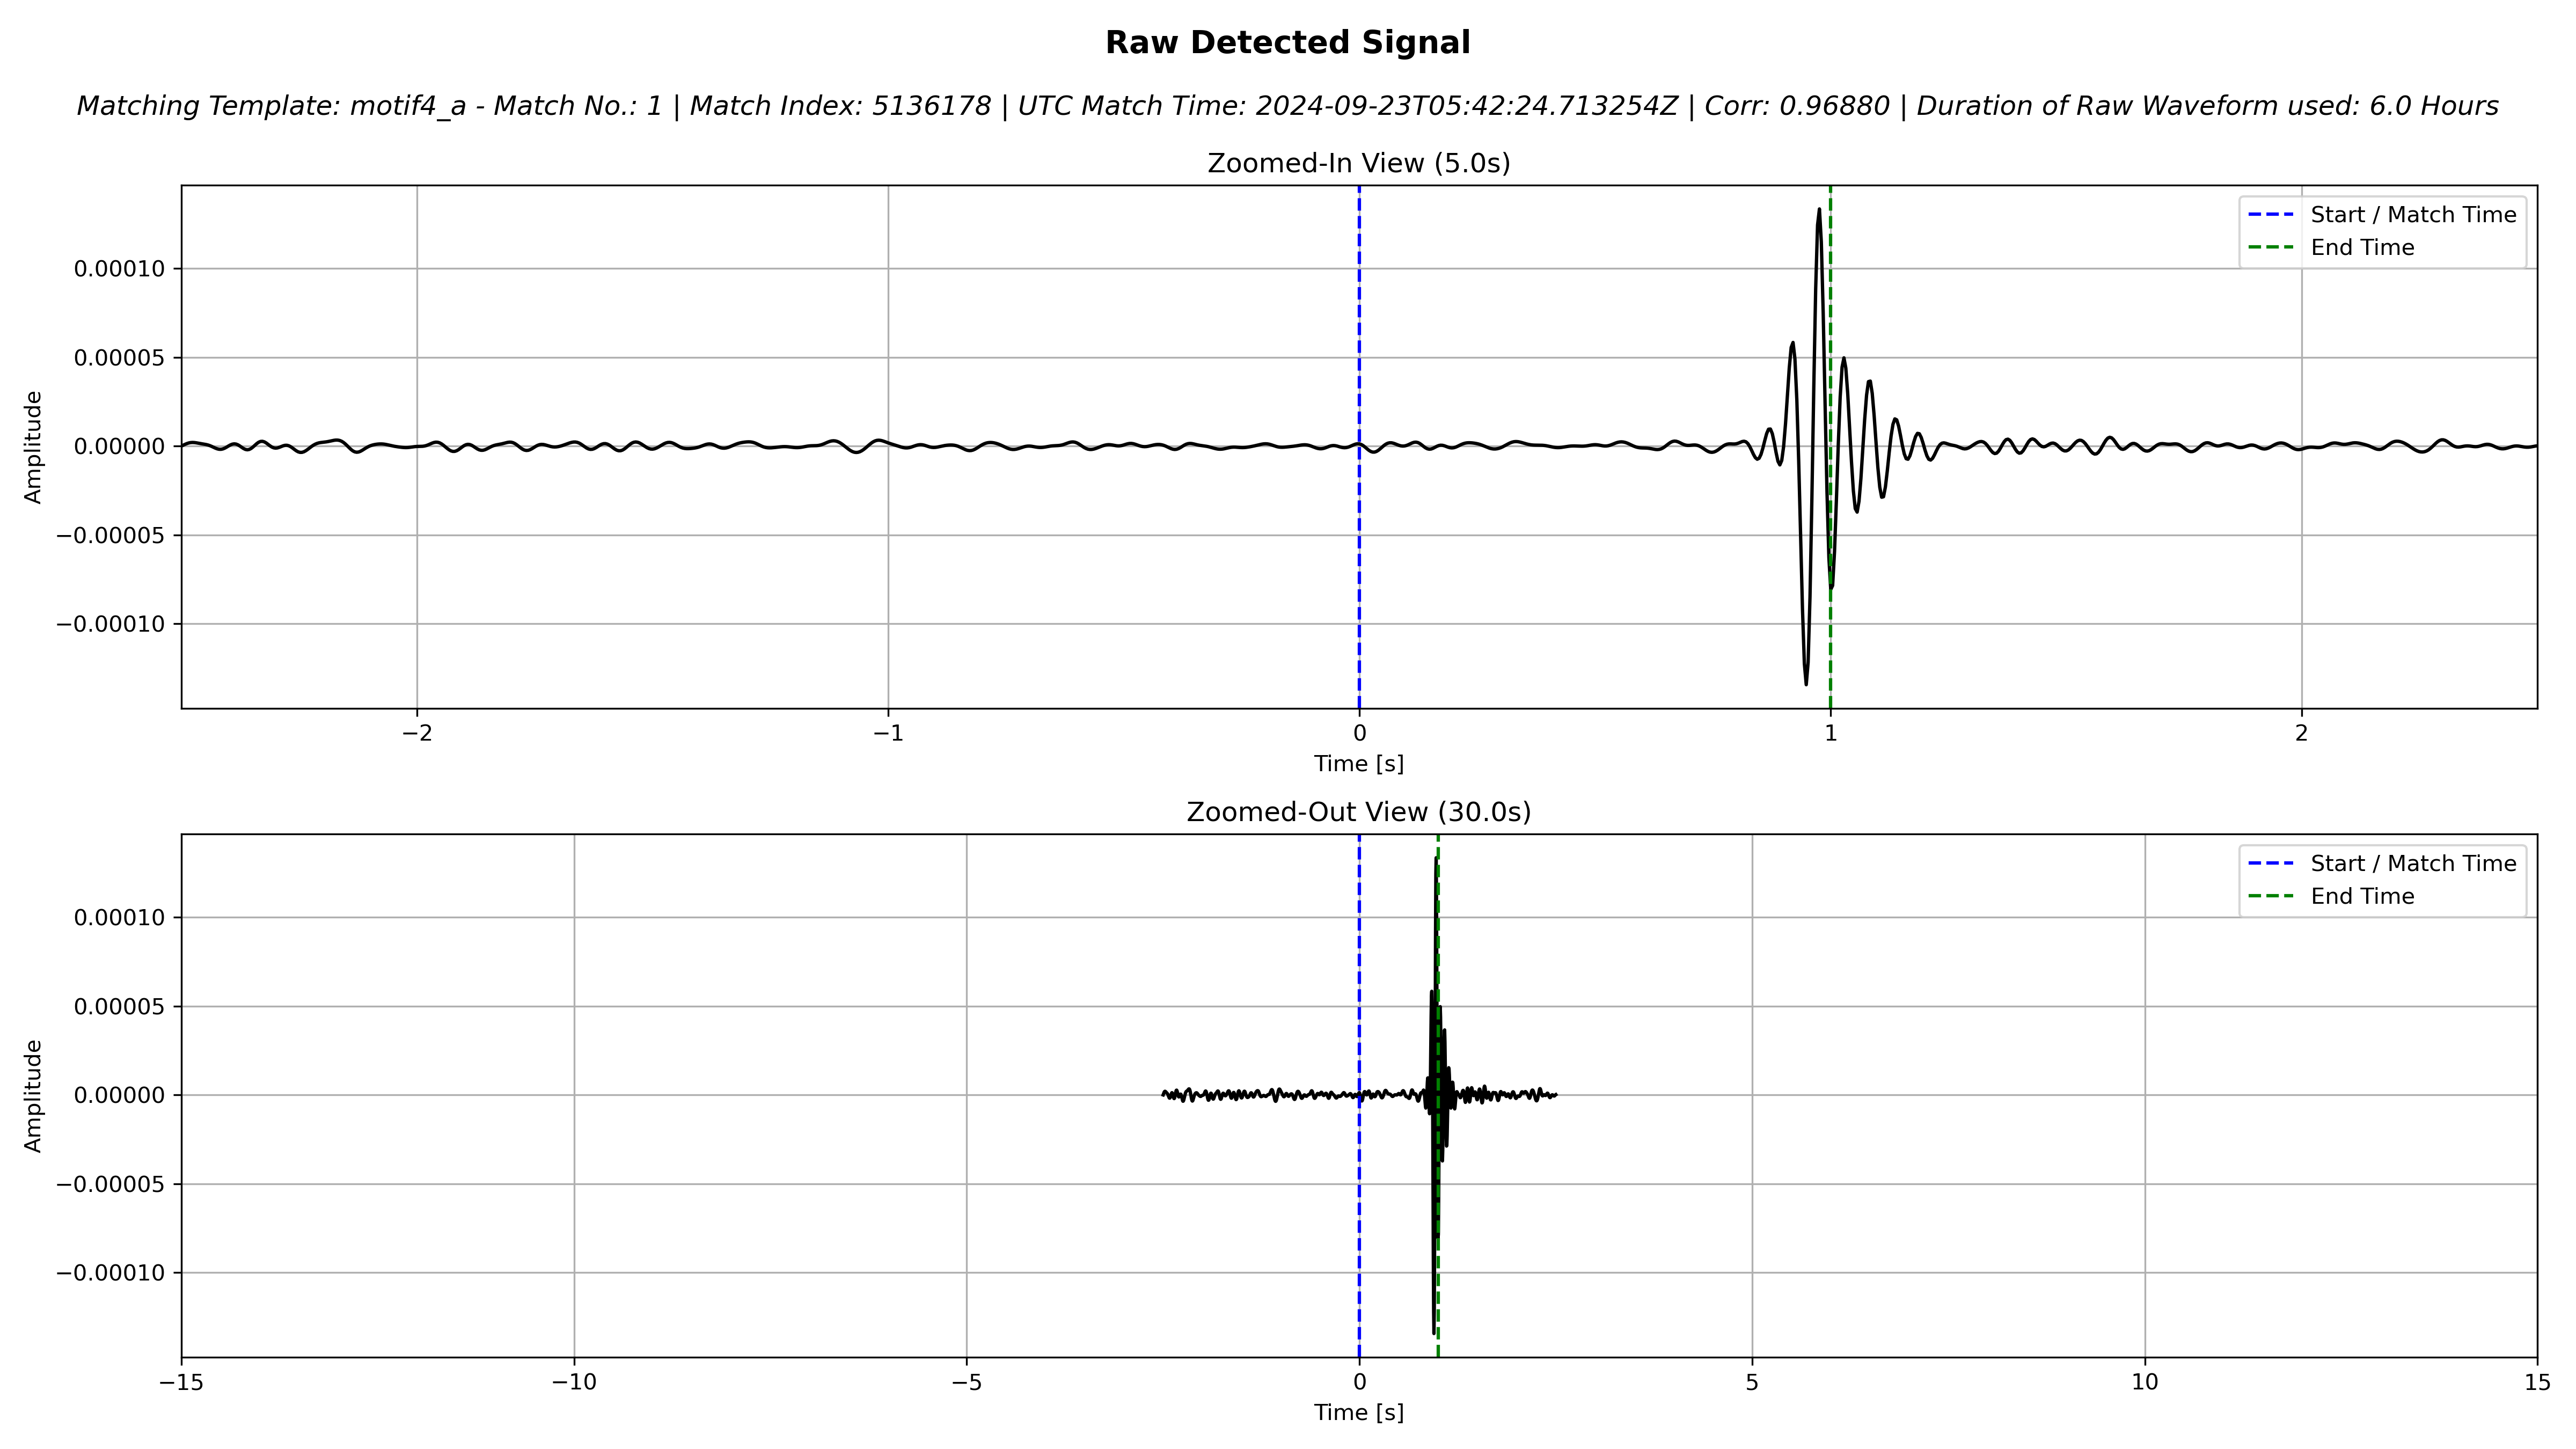 Raw Detected Signal
Matching Template: motif4_a - Match No.: 1 | Match Index: 5136178 | UTC Match Time: 2024-09-23T05:42:24.713254Z | Corr: 0.96880 | Duration of Raw Waveform used: 6.0 Hours
Zoomed-In View (5.0s)
Start / Match Time
End Time
0.00010
0.00005
0.00000
−0.00005
−0.00010
Amplitude
−2 −1 0 1 2
Time [s]
Zoomed-Out View (30.0s)
Start / Match Time
End Time
0.00010
0.00005
0.00000
−0.00005
−0.00010
Amplitude
−15 −10 −5 0 5 10 15
Time [s]